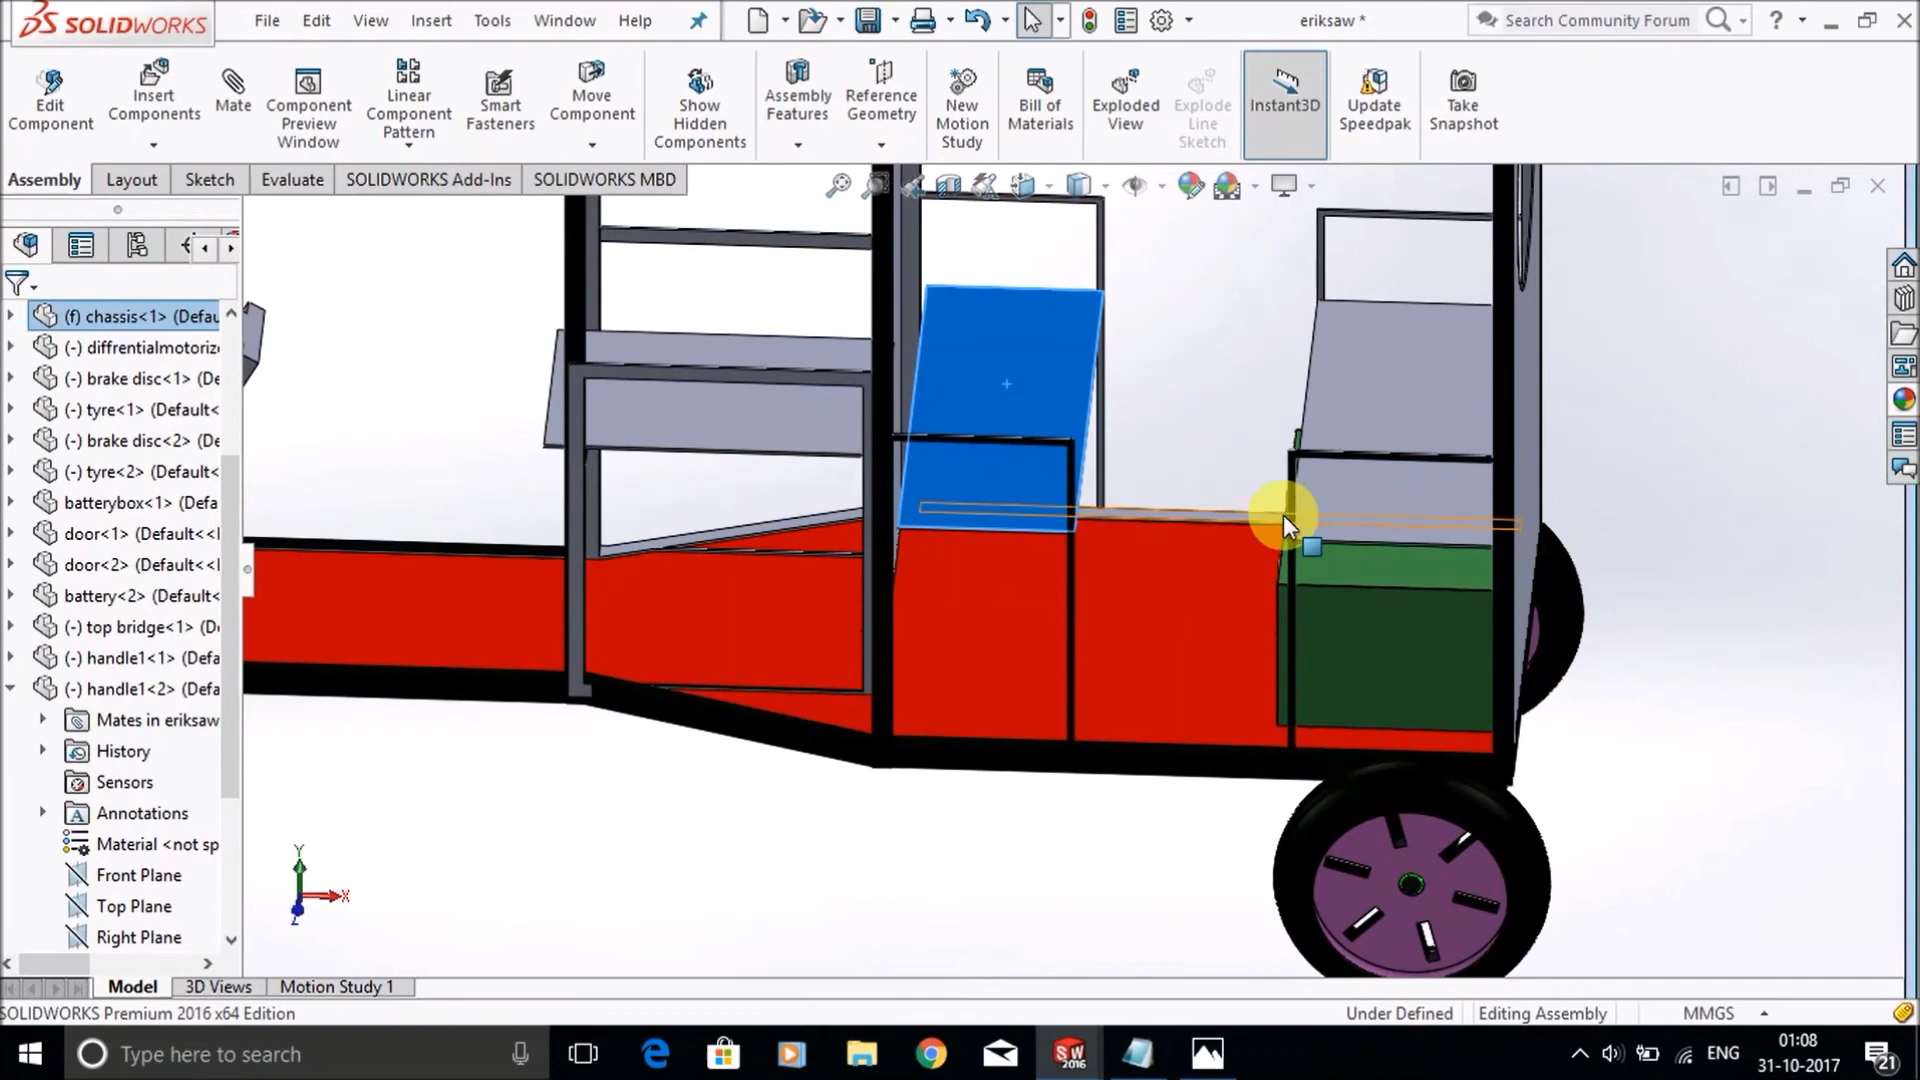 SOLIDWORKS
File Edit View Insert Tools Window Help
eriksaw *
Search Community Forum
Edit Component
Insert Components
Mate
Component Preview Window
Linear Component Pattern
Smart Fasteners
Move Component
Show Hidden Components
Assembly Features
Reference Geometry
New Motion Study
Bill of Materials
Exploded View
Explode Line Sketch
Instant3D
Update Speedpak
Take Snapshot
Assembly Layout Sketch Evaluate SOLIDWORKS Add-Ins SOLIDWORKS MBD
(f) chassis<1> (Defau
(-) diffrentialmotoriz
(-) brake disc<1> (De
(-) tyre<1> (Default<
(-) brake disc<2> (De
(-) tyre<2> (Default<
batterybox<1> (Defa
door<1> (Default<<I
door<2> (Default<<I
battery<2> (Default<
(-) top bridge<1> (D
(-) handle1<1> (Defa
(-) handle1<2> (Defa
Mates in eriksaw
History
Sensors
Annotations
Material <not sp
Front Plane
Top Plane
Right Plane
Y
X
Z
Model 3D Views Motion Study 1
SOLIDWORKS Premium 2016 x64 Edition
Under Defined Editing Assembly MMGS
Type here to search
SW 2016
ENG
01:08
31-10-2017
21